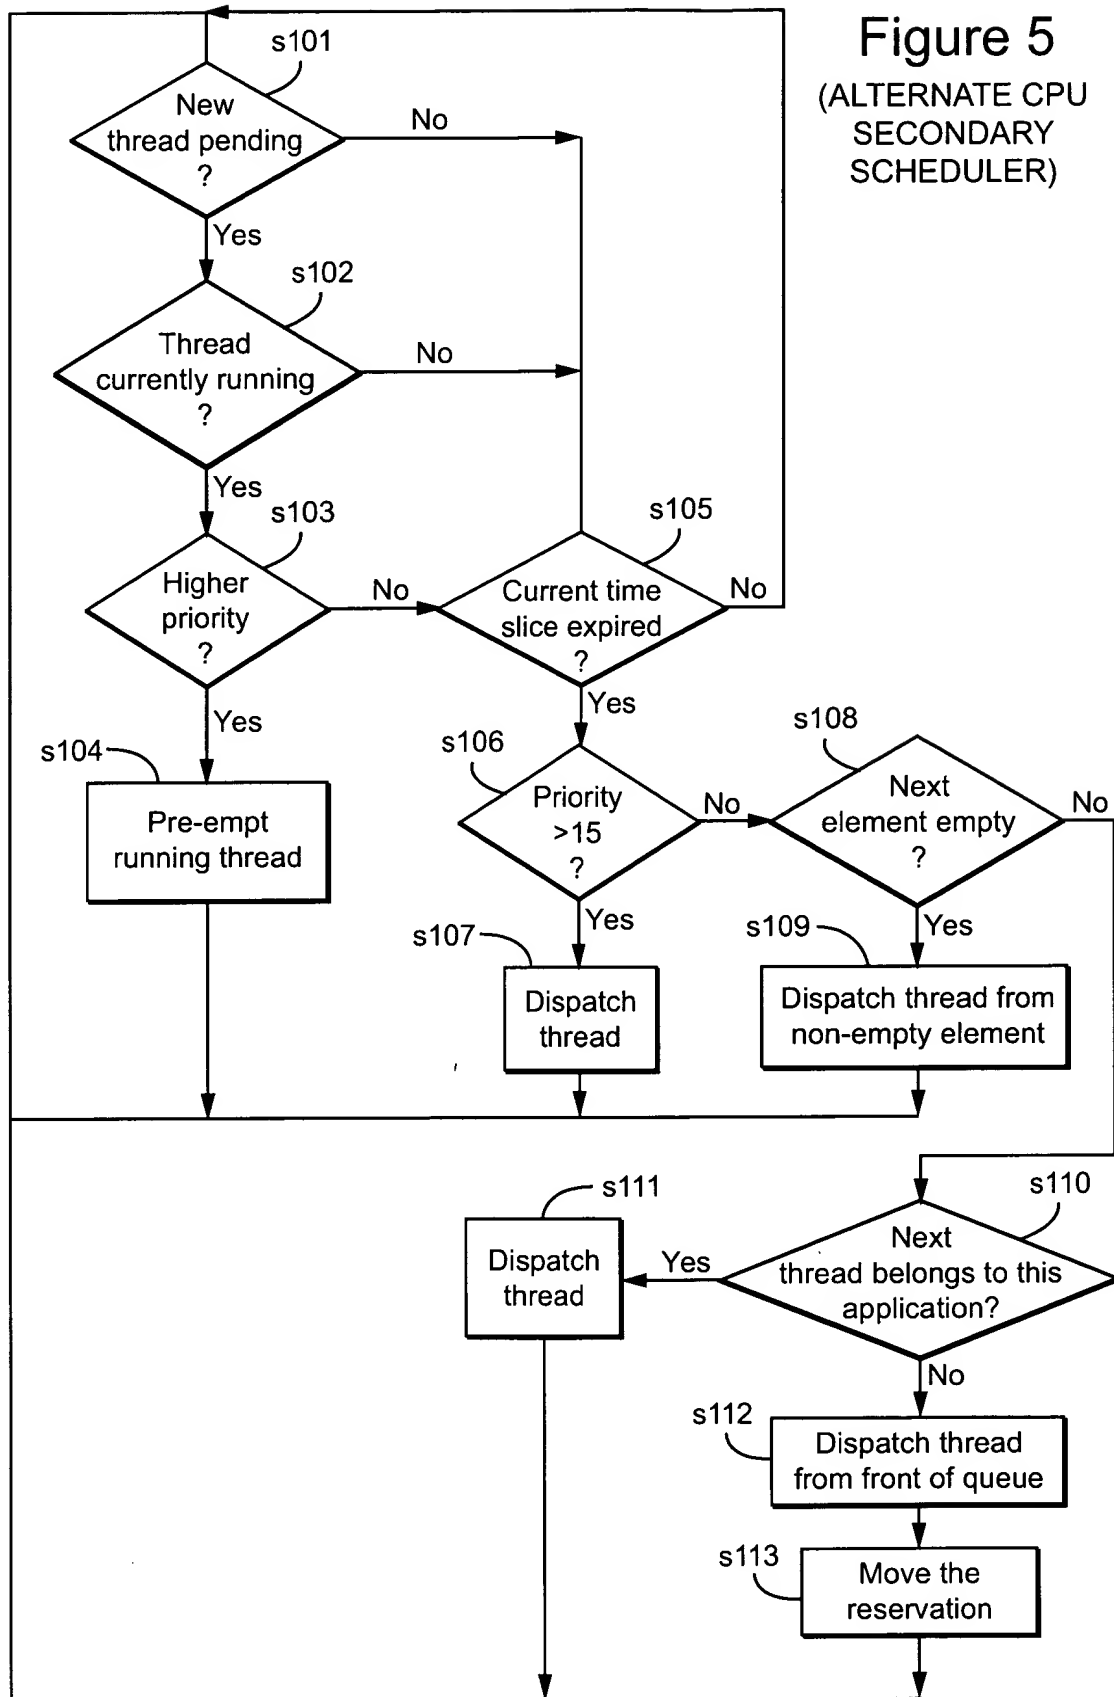 Figure 5
(ALTERNATE CPU
SECONDARY
SCHEDULER)
s101
New
thread pending
?
No
Yes
s102
Thread
currently running
?
No
Yes
s103
Higher
priority
?
No
Yes
s104
Pre-empt
running thread
s105
Current time
slice expired
?
No
Yes
s106
Priority
>15
?
No
Yes
s107
Dispatch
thread
s108
Next
element empty
?
No
Yes
s109
Dispatch thread from
non-empty element
s110
Next
thread belongs to this
application?
Yes
No
s111
Dispatch
thread
s112
Dispatch thread
from front of queue
s113
Move the
reservation